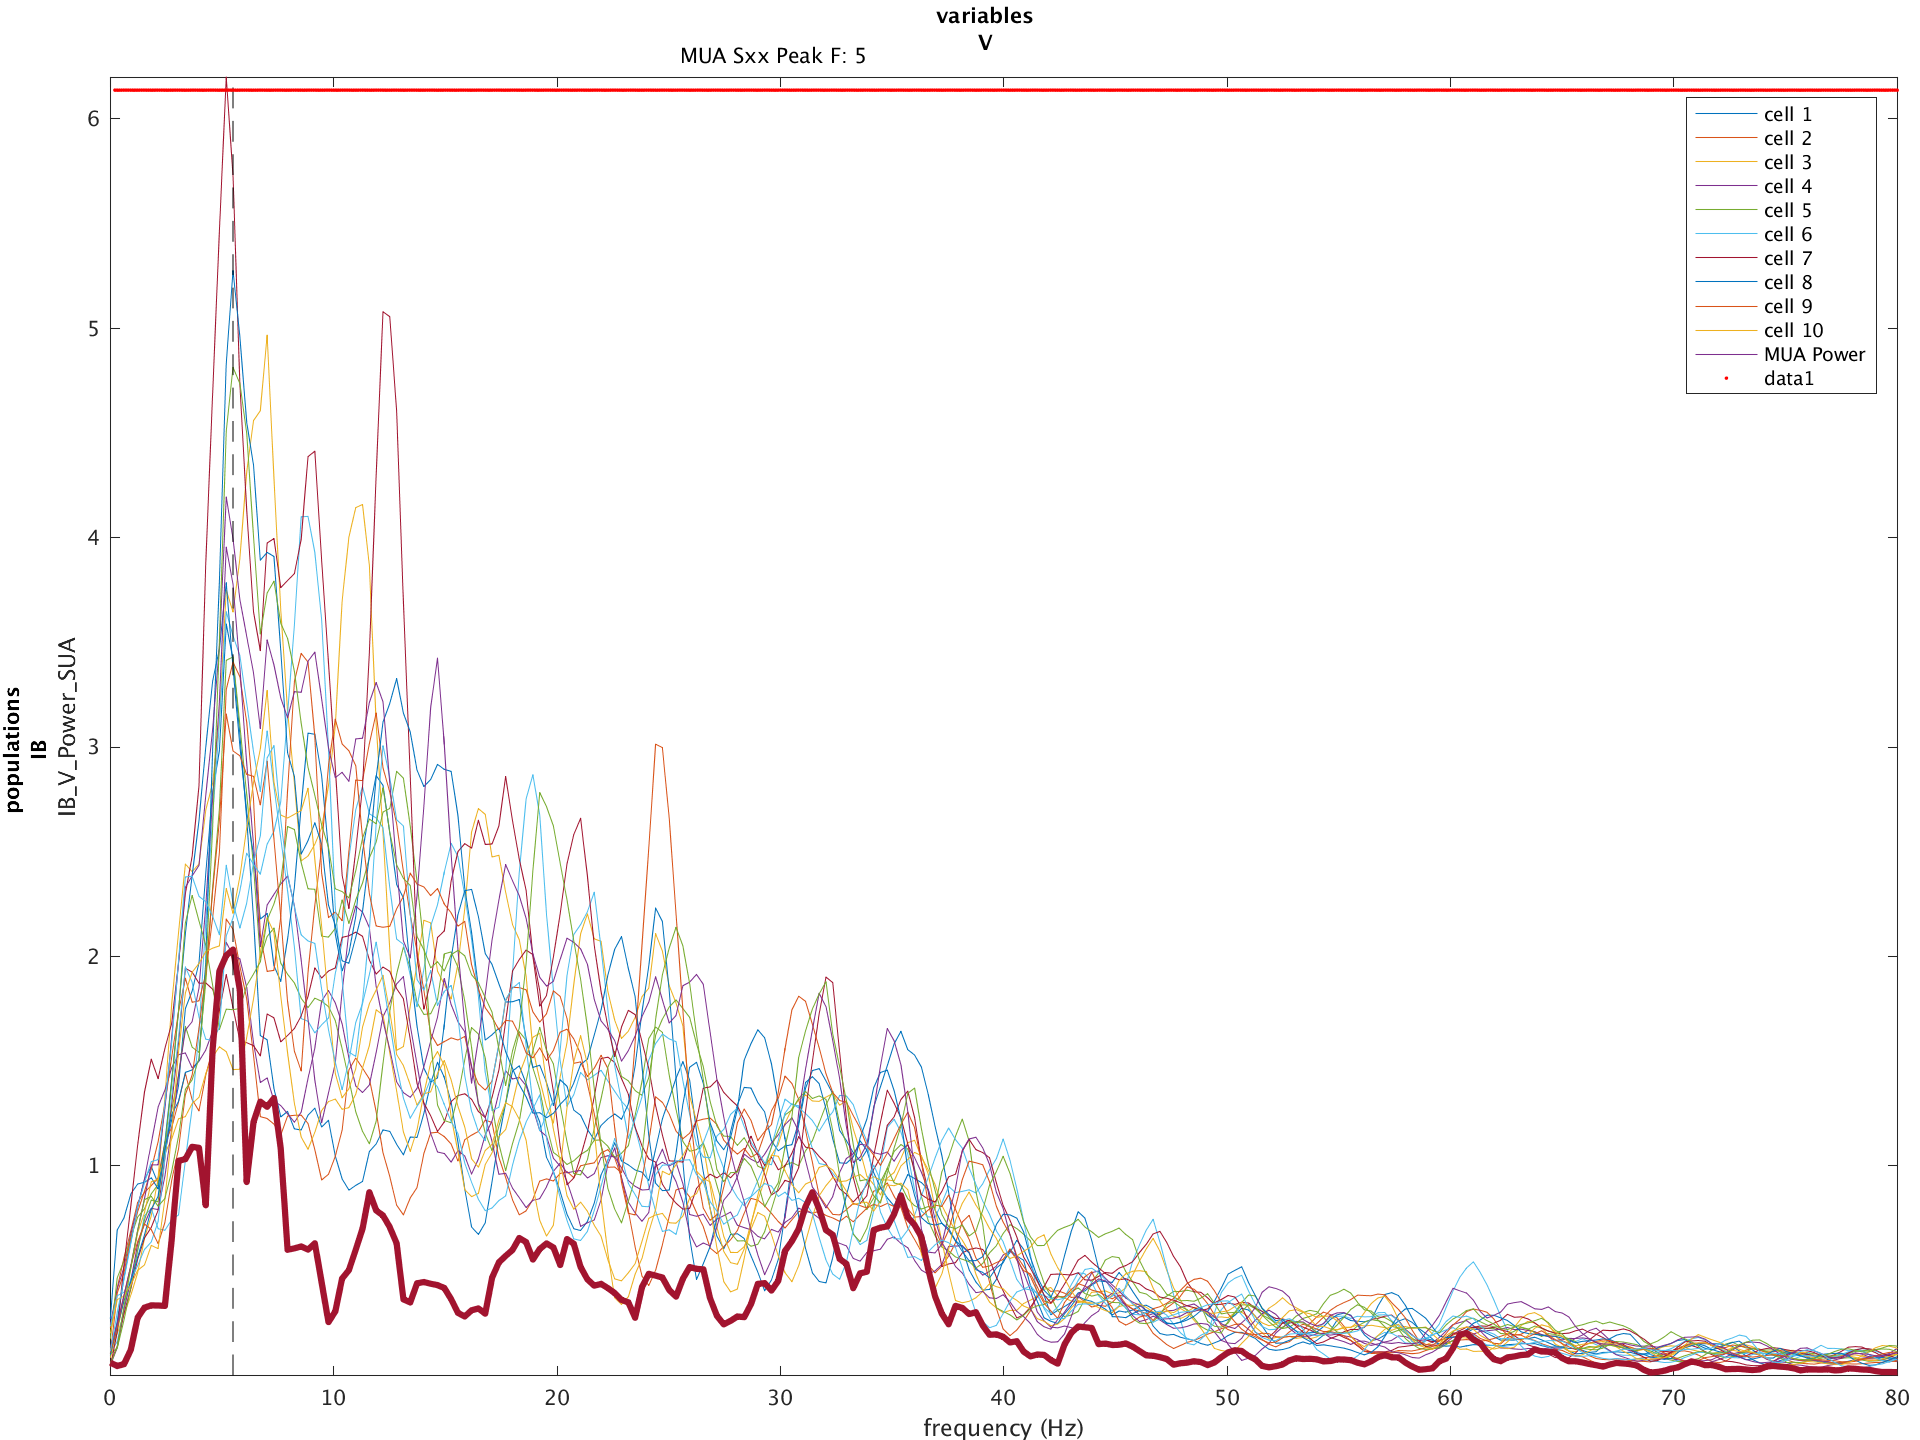 variables
V
MUA Sxx Peak F: 5
populations
IB
IB_V_Power_SUA
6
5
4
3
2
1
cell 1
cell 2
cell 3
cell 4
cell 5
cell 6
cell 7
cell 8
cell 9
cell 10
MUA Power
data1
0 10 20 30 40 50 60 70 80
frequency (Hz)